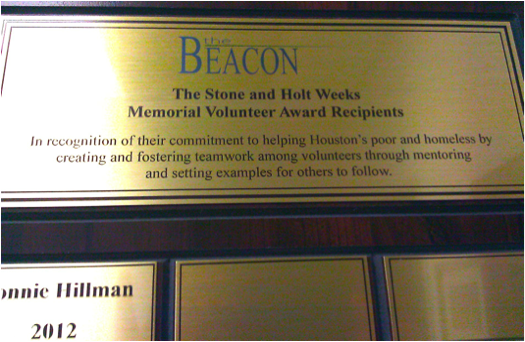 the
BEACON
The Stone and Holt Weeks
Memorial Volunteer Award Recipients
In recognition of their commitment to helping Houston's poor and homeless by
creating and fostering teamwork among volunteers through mentoring
and setting examples for others to follow.
onnie Hillman
2012